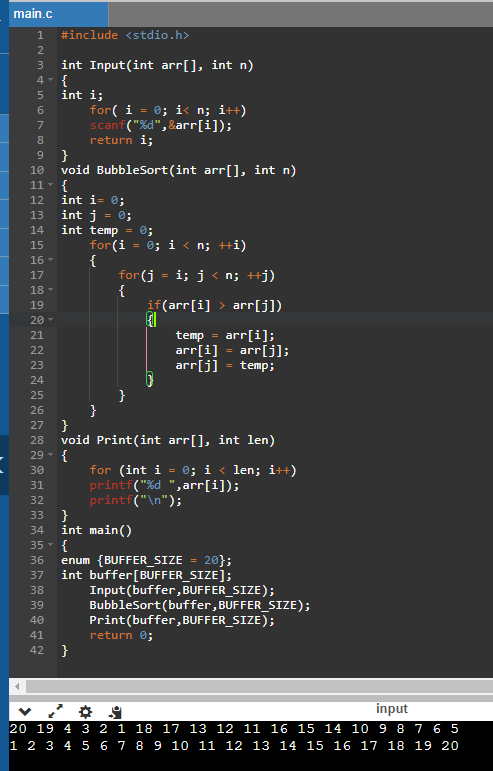 main.c
1 #include <stdio.h>
2
3 int Input(int arr[], int n)
4 {
5 int i;
6     for( i = 0; i< n; i++)
7     scanf("%d",&arr[i]);
8     return i;
9 }
10 void BubbleSort(int arr[], int n)
11 {
12 int i= 0;
13 int j = 0;
14 int temp = 0;
15     for(i = 0; i < n; ++i)
16     {
17         for(j = i; j < n; ++j)
18         {
19             if(arr[i] > arr[j])
20             {
21                 temp = arr[i];
22                 arr[i] = arr[j];
23                 arr[j] = temp;
24             }
25         }
26     }
27 }
28 void Print(int arr[], int len)
29 {
30     for (int i = 0; i < len; i++)
31     printf("%d ",arr[i]);
32     printf("\n");
33 }
34 int main()
35 {
36 enum {BUFFER_SIZE = 20};
37 int buffer[BUFFER_SIZE];
38     Input(buffer,BUFFER_SIZE);
39     BubbleSort(buffer,BUFFER_SIZE);
40     Print(buffer,BUFFER_SIZE);
41     return 0;
42 }
input
20 19 4 3 2 1 18 17 13 12 11 16 15 14 10 9 8 7 6 5
1 2 3 4 5 6 7 8 9 10 11 12 13 14 15 16 17 18 19 20